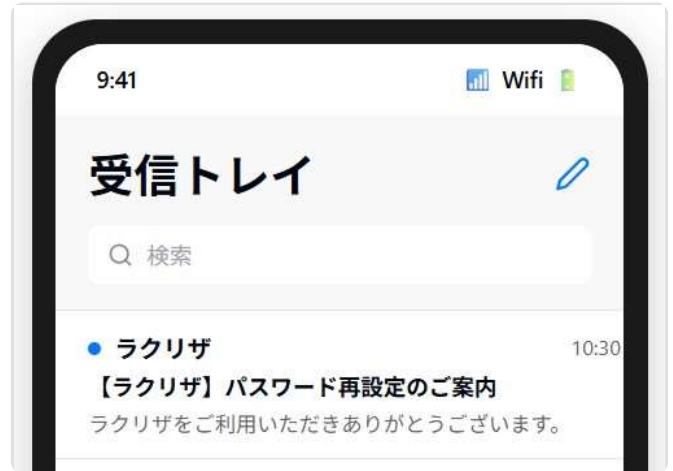 9:41 Wifi
受信トレイ
検索
ラクリザ 10:30
【ラクリザ】パスワード再設定のご案内
ラクリザをご利用いただきありがとうございます。